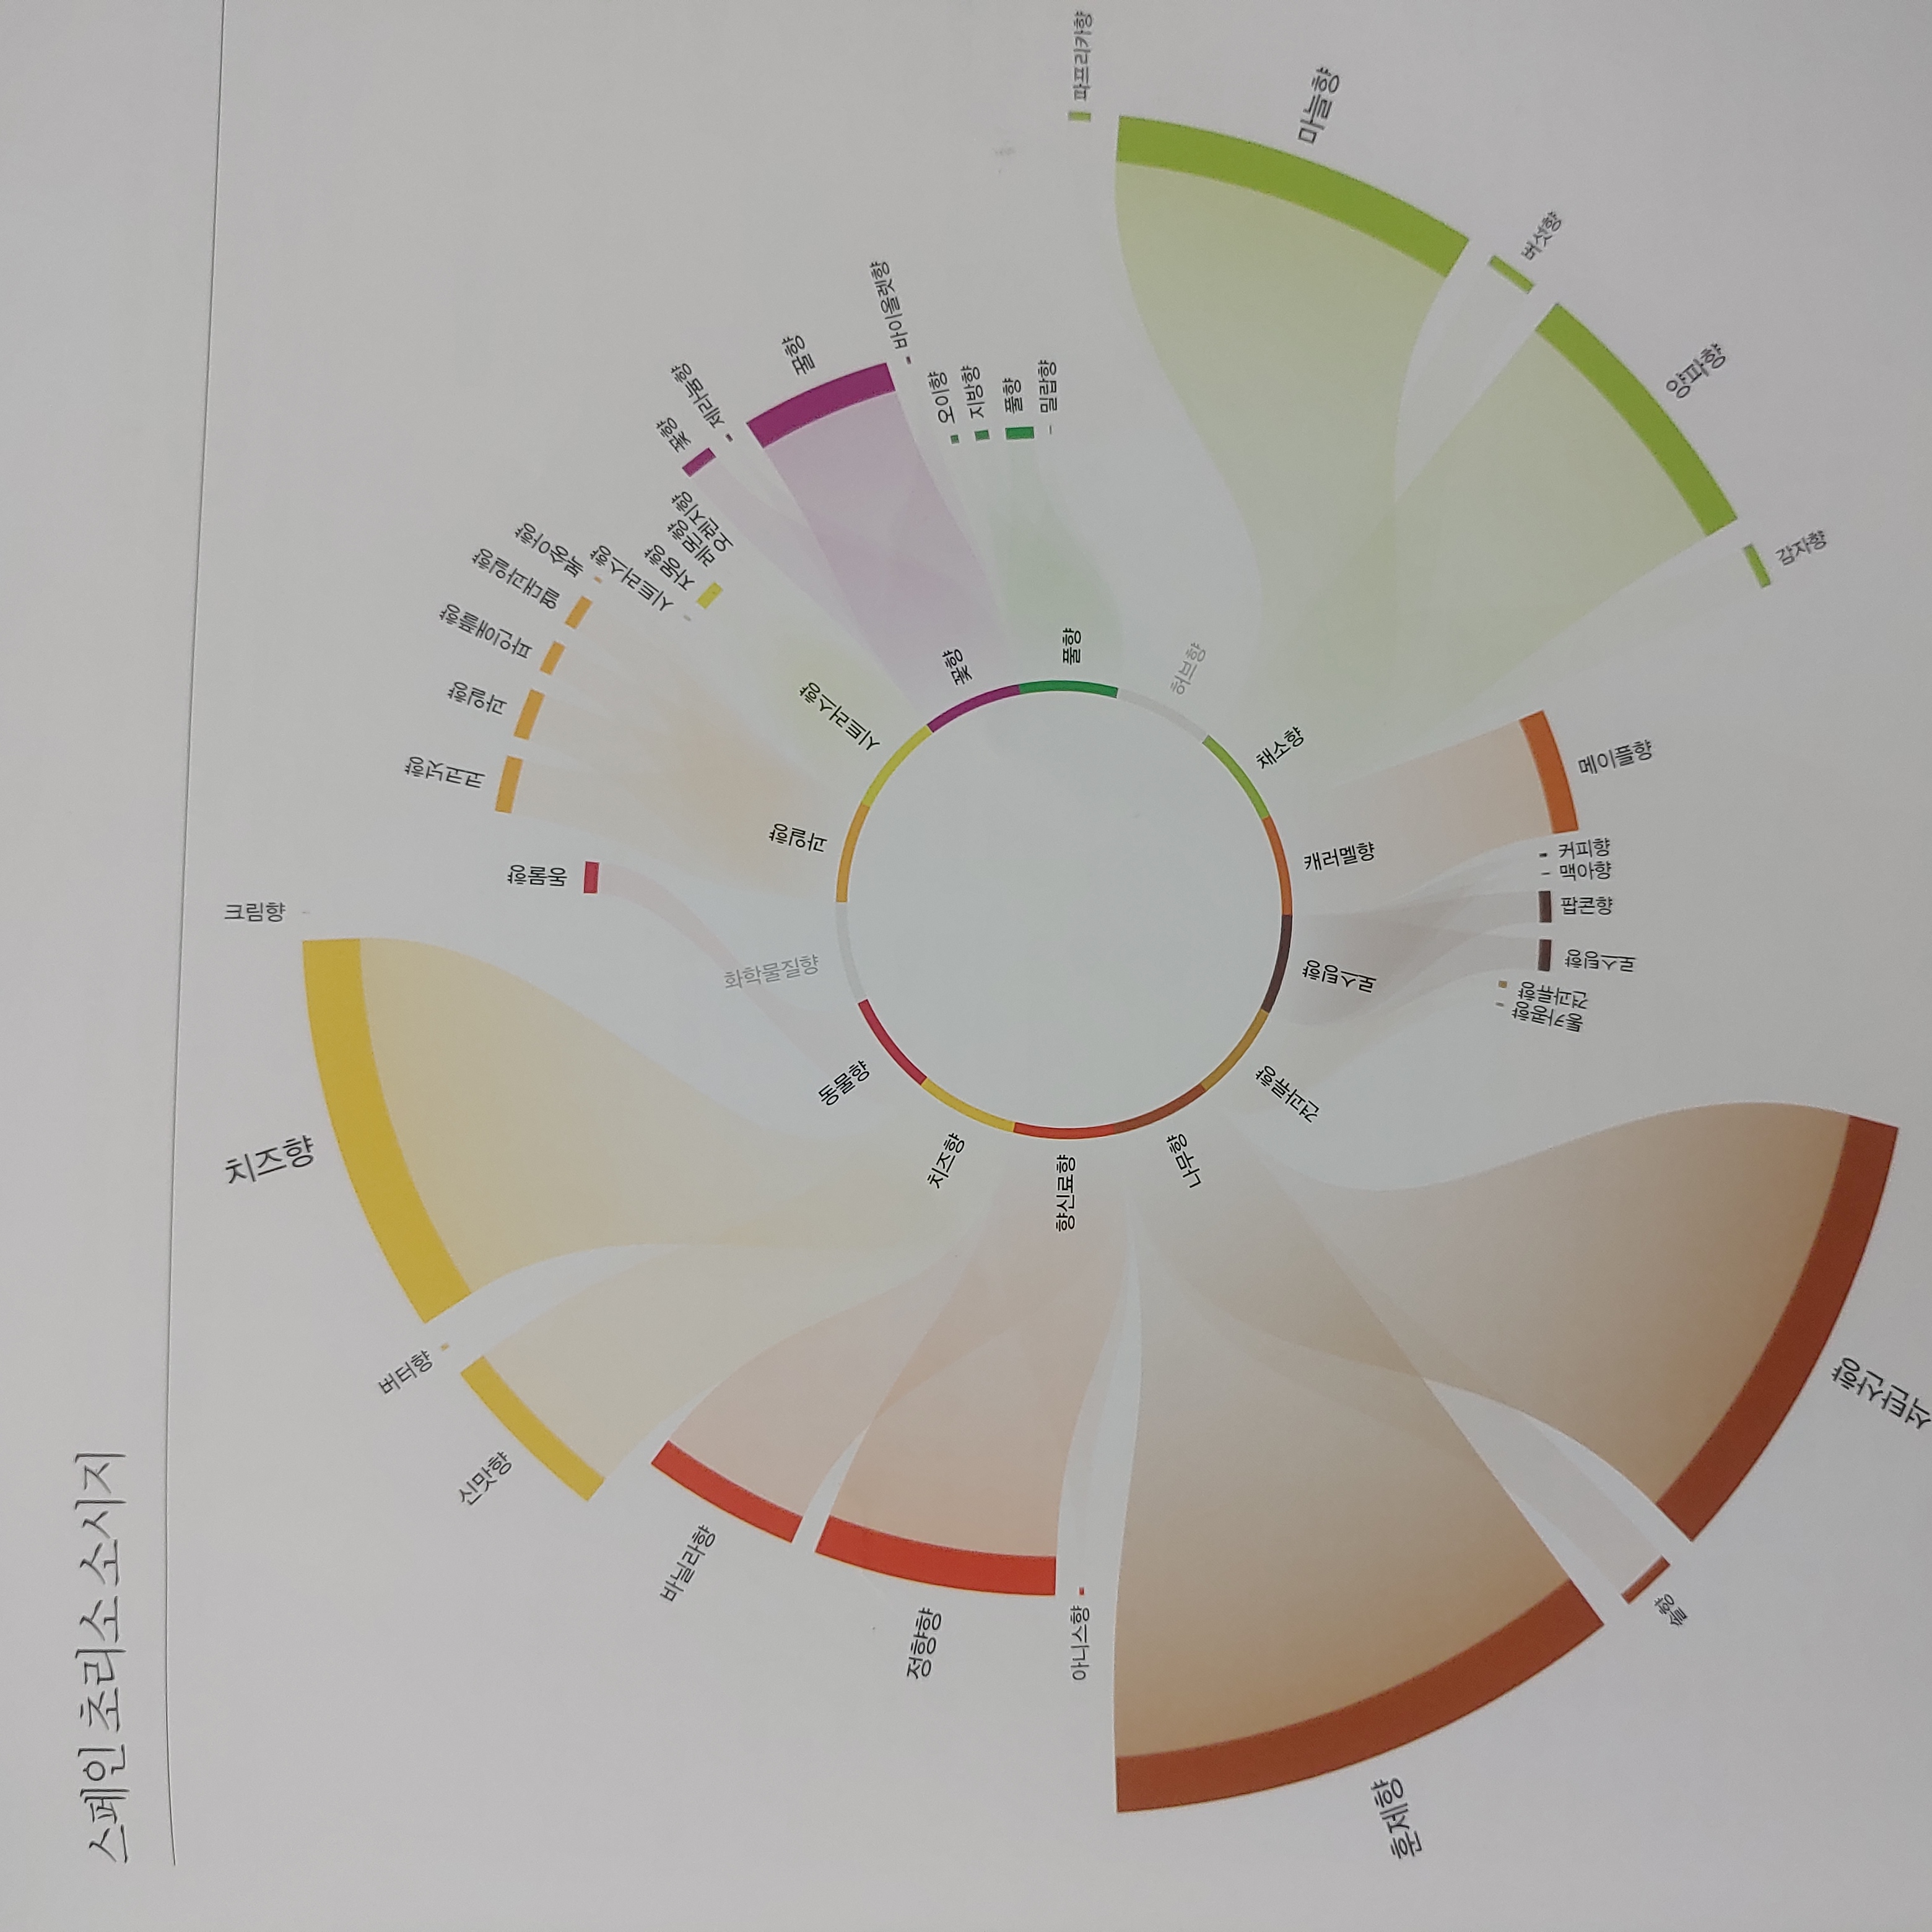 스페인 초리소 소시지
크림향
치즈향
버터향
신맛향
바닐라향
정향향
아니스향
훈제향
솔향
석탄산향
동물향
코코넛향
과일향
파인애플향
열대과일향
복숭아향
시트러스향
자몽향
레몬향
오렌지향
꽃향
제라늄향
꿀향
바이올렛향
오이향
지방향
풀향
밀랍향
파프리카향
마늘향
버섯향
양파향
감자향
메이플향
커피향
맥아향
팝콘향
로스팅향
견과류향
통카콩향
화학물질향
과일향
시트러스향
꽃향
풀향
허브향
채소향
캐러멜향
로스팅향
견과류향
나무향
향신료향
치즈향
동물향